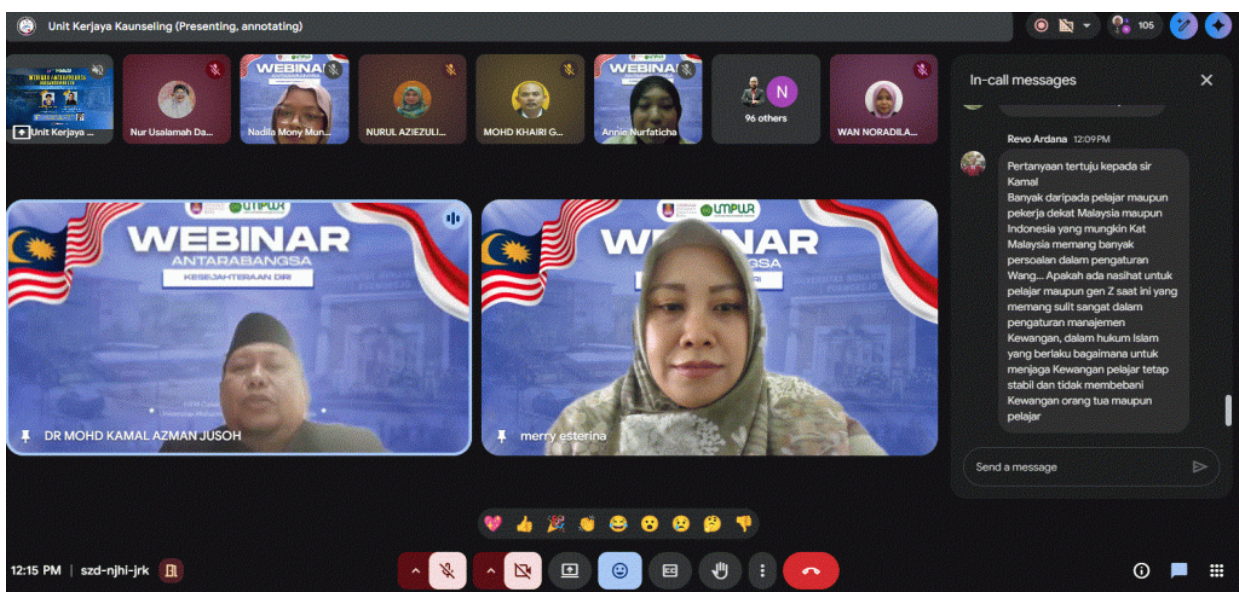 Unit Kerjaya Kaunseling (Presenting, annotating)
105
Unit Kerjaya ...
Nur Usalamah Da...
WEBINAR
Nadila Mony Mun...
NURUL AZIEZULI...
MOHD KHAIRI G...
WEBINAR
Annie Nurfaticha
N
96 others
WAN NORADILA...
UMPWR
WEBINAR
ANTARABANGSA
KESEJAHTERAAN DIRI
DR MOHD KAMAL AZMAN JUSOH
UMPWR
merry esterina
In-call messages
Revo Ardana 12:09 PM
Pertanyaan tertuju kepada sir
Kamal
Banyak daripada pelajar maupun
pekerja dekat Malaysia maupun
Indonesia yang mungkin Kat
Malaysia memang banyak
persoalan dalam pengaturan
Wang... Apakah ada nasihat untuk
pelajar maupun gen Z saat ini yang
memang sulit sangat dalam
pengaturan manajemen
Kewangan, dalam hukum Islam
yang berlaku bagaimana untuk
menjaga Kewangan pelajar tetap
stabil dan tidak membebani
Kewangan orang tua maupun
pelajar
Send a message
12:15 PM | szd-njhi-jrk